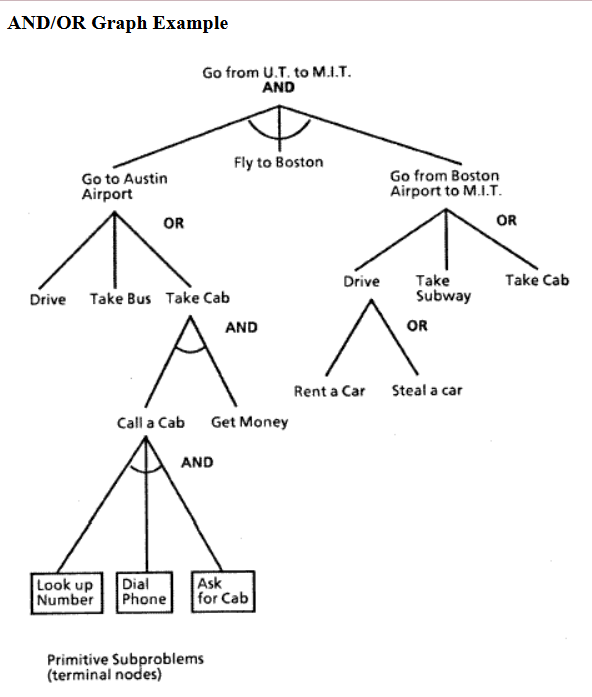 AND/OR Graph Example
Go from U.T. to M.I.T.
AND
Fly to Boston
Go to Austin
Airport
Go from Boston
Airport to M.I.T.
OR
OR
Drive
Take Bus
Take Cab
Drive
Take
Subway
Take Cab
AND
OR
Rent a Car
Steal a car
Call a Cab
Get Money
AND
Look up
Number
Dial
Phone
Ask
for Cab
Primitive Subproblems
(terminal nodes)